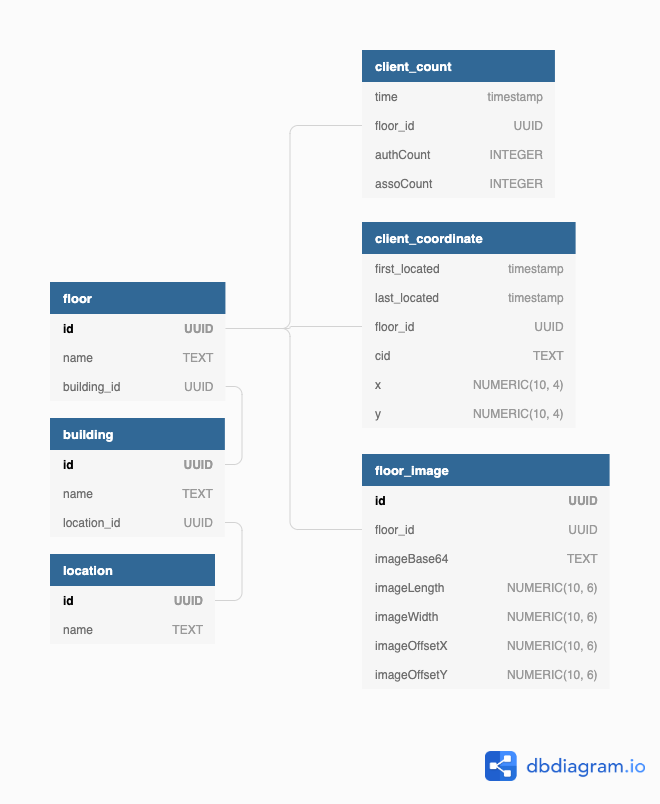 client_count
time timestamp
floor_id UUID
authCount INTEGER
assoCount INTEGER
client_coordinate
first_located timestamp
last_located timestamp
floor_id UUID
cid TEXT
x NUMERIC(10, 4)
y NUMERIC(10, 4)
floor
id UUID
name TEXT
building_id UUID
building
id UUID
name TEXT
location_id UUID
location
id UUID
name TEXT
floor_image
id UUID
floor_id UUID
imageBase64 TEXT
imageLength NUMERIC(10, 6)
imageWidth NUMERIC(10, 6)
imageOffsetX NUMERIC(10, 6)
imageOffsetY NUMERIC(10, 6)
dbdiagram.io